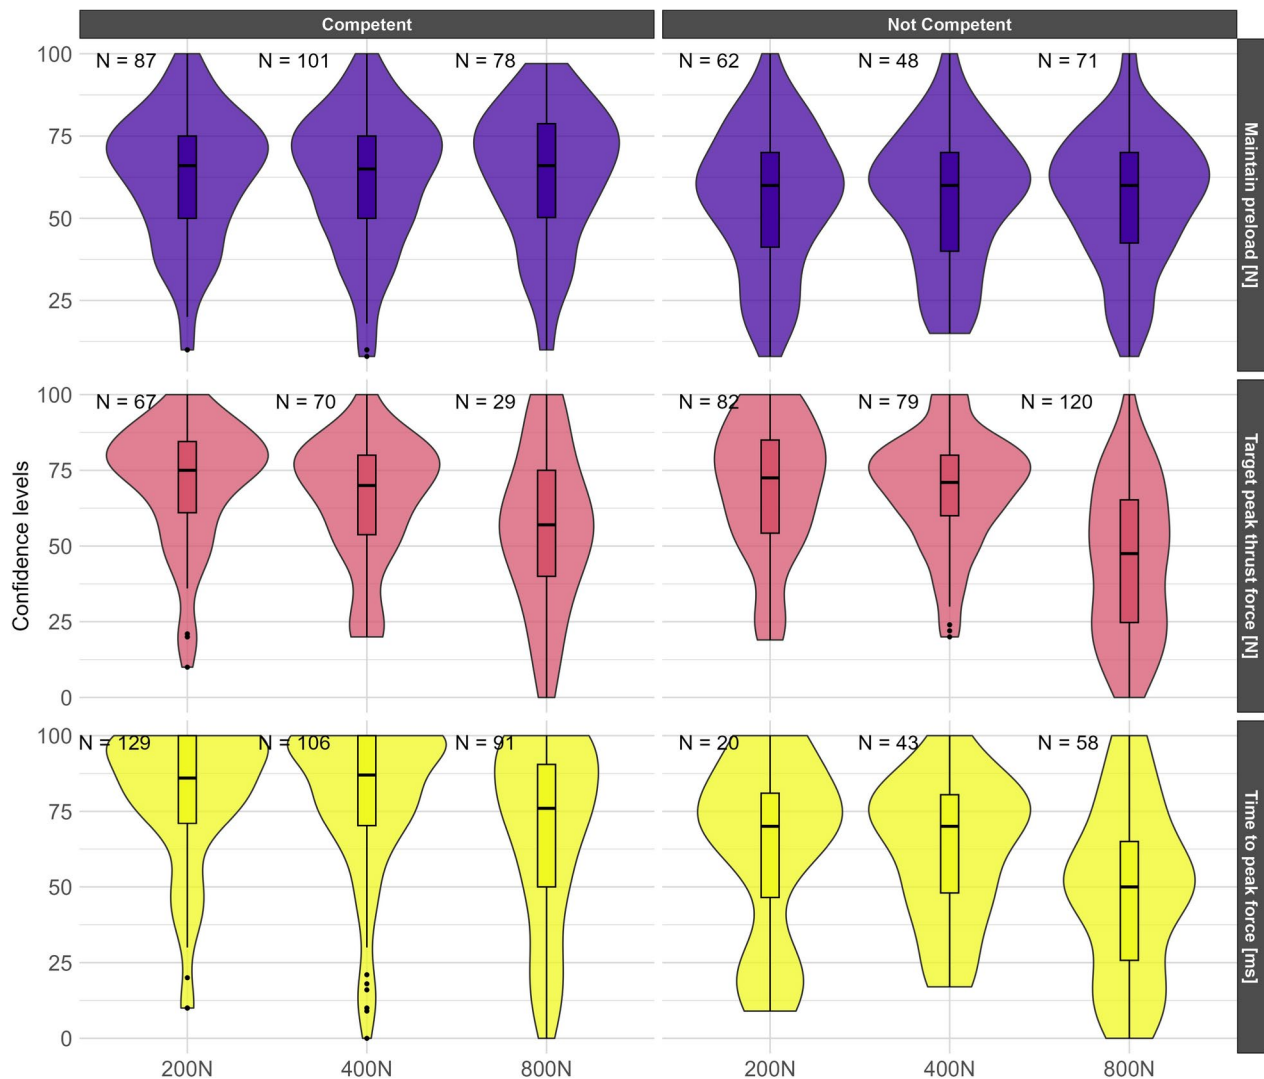 Competent
Not Competent
100
N = 87
N = 101
N = 78
N = 62
N = 48
N = 71
75
50
25
Maintain preload [N]
100
N = 67
N = 70
N = 29
N = 82
N = 79
N = 120
75
50
25
0
Target peak thrust force [N]
Confidence levels
100
N = 129
N = 106
N = 91
N = 20
N = 43
N = 58
75
50
25
0
Time to peak force [ms]
200N
400N
800N
200N
400N
800N